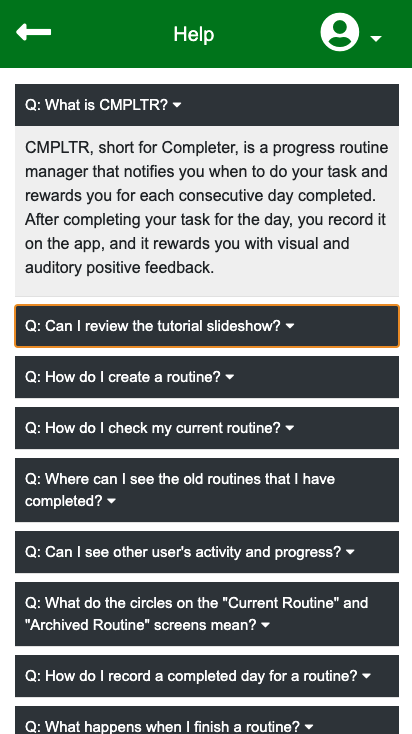 Help
Q: What is CMPLTR?
CMPLTR, short for Completer, is a progress routine
manager that notifies you when to do your task and
rewards you for each consecutive day completed.
After completing your task for the day, you record it
on the app, and it rewards you with visual and
auditory positive feedback.
Q: Can I review the tutorial slideshow?
Q: How do I create a routine?
Q: How do I check my current routine?
Q: Where can I see the old routines that I have
completed?
Q: Can I see other user's activity and progress?
Q: What do the circles on the "Current Routine" and
"Archived Routine" screens mean?
Q: How do I record a completed day for a routine?
Q: What happens when I finish a routine?